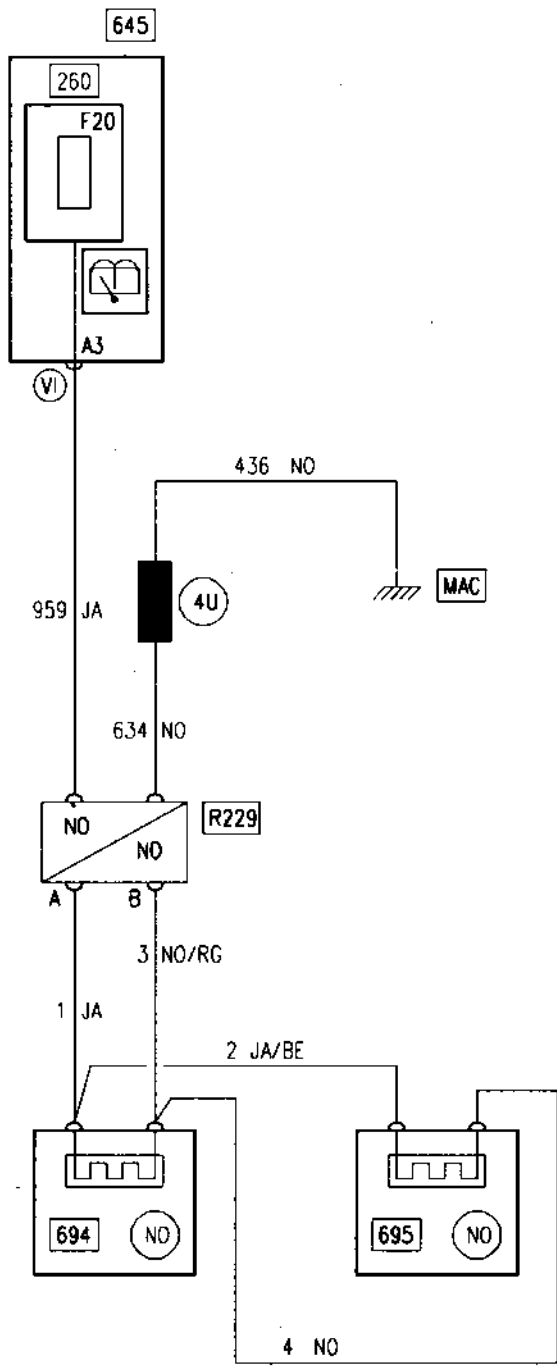 645
260
F20
A3
VI
436 NO
4U
MAC
959 JA
634 NO
R229
NO
NO
A
B
3 NO/RG
1 JA
2 JA/BE
694
NO
695
NO
4 NO